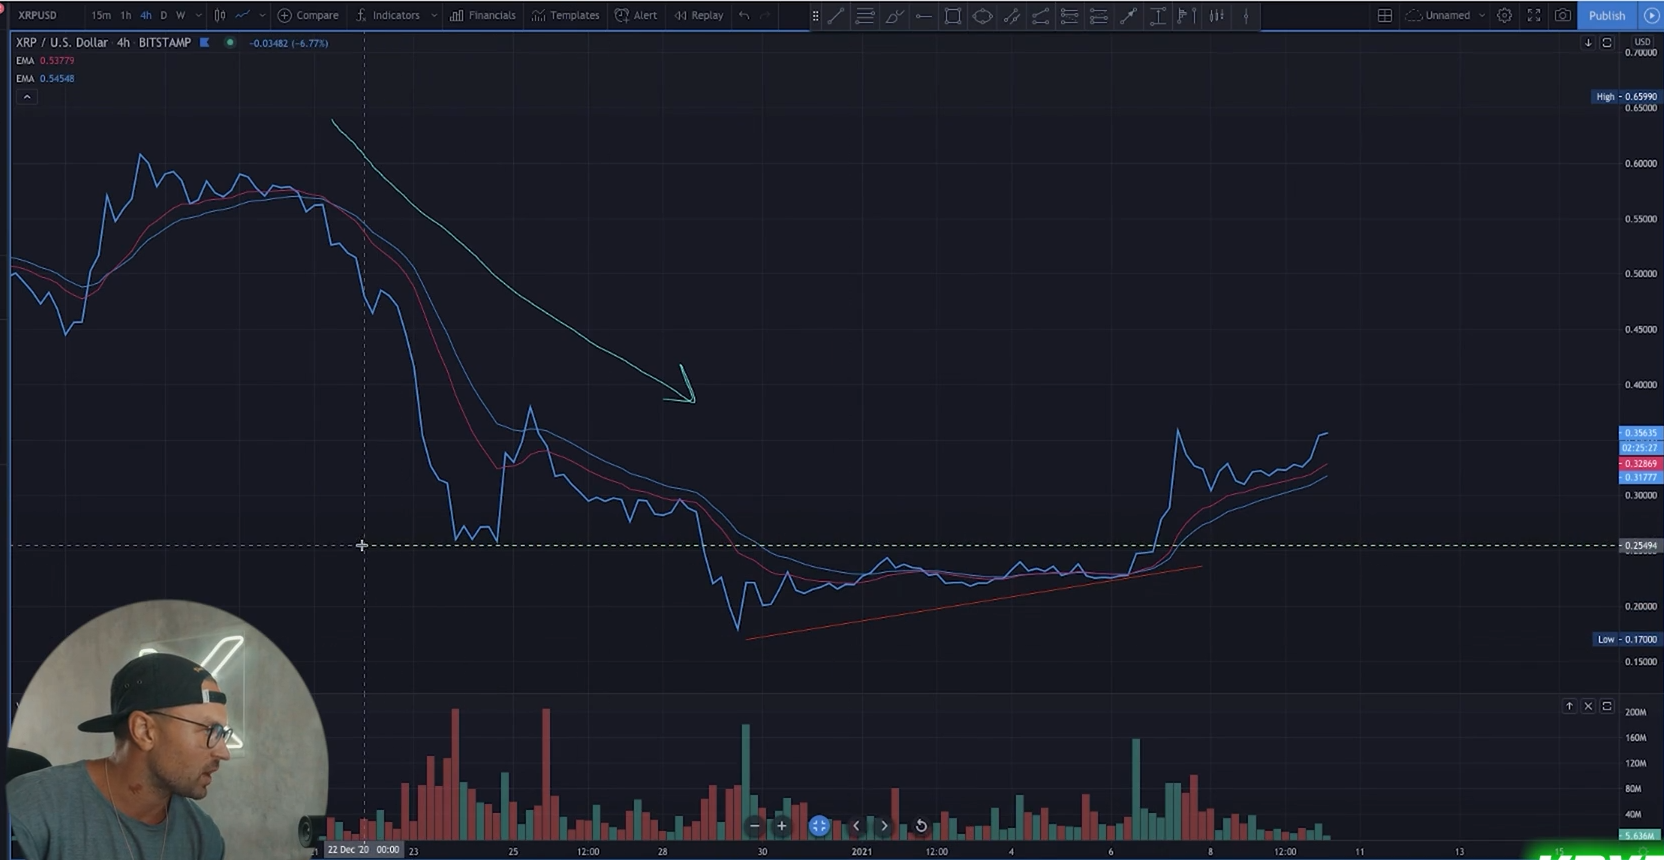 XRPUSD 15m 1h 4h D W Compare Indicators Financials Templates Alert Replay Unnamed Publish
XRP / U.S. Dollar 4h BITSTAMP -0.03482 (-6.77%) USD
EMA 0.53779
EMA 0.54548
0.70000
High 0.65990
0.65000
0.60000
0.55000
0.50000
0.45000
0.40000
0.35635
02:25:27
0.32869
0.31777
0.30000
0.25494
0.20000
Low 0.17000
0.15000
200M
160M
120M
80M
40M
5.636M
22 Dec '20 00:00 23 25 12:00 28 30 2021 12:00 4 6 8 12:00 11 13 15